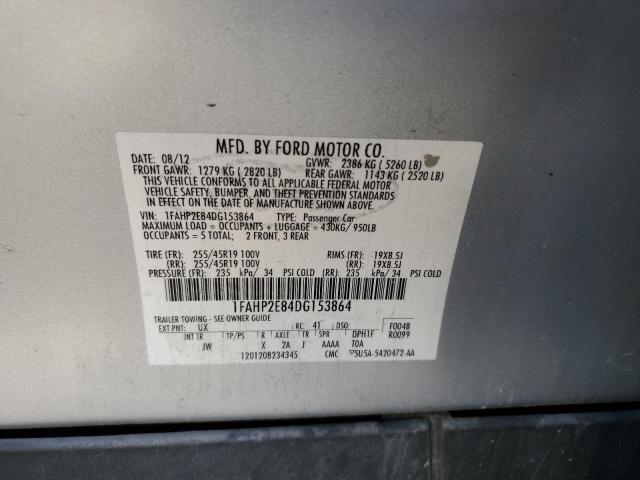 MFD. BY FORD MOTOR CO.
DATE: 08/12 GVWR: 2386 KG ( 5260 LB)
FRONT GAWR: 1279 KG ( 2820 LB) REAR GAWR: 1143 KG ( 2520 LB)
THIS VEHICLE CONFORMS TO ALL APPLICABLE FEDERAL MOTOR
VEHICLE SAFETY, BUMPER, AND THEFT PREVENTION STANDARDS
IN EFFECT ON THE DATE OF MANUFACTURE SHOWN ABOVE.
VIN: 1FAHP2E84DG153864 TYPE: Passenger Car
MAXIMUM LOAD = OCCUPANTS + LUGGAGE = 430KG/950LB
OCCUPANTS = 5 TOTAL; 2 FRONT, 3 REAR
TIRE (FR): 255/45R19 100V RIMS (FR): 19X8.5J
(RR): 255/45R19 100V (RR): 19X8.5J
PRESSURE (FR): 235 kPa/ 34 PSI COLD (RR): 235 kPa/ 34 PSI COLD
1FAHP2E84DG153864
TRAILER TOWING - SEE OWNER GUIDE
EXT PNT: UX RC: 41 DSO: F0048
INT TR TP/PS R AXLE TR SPR DPH1F R0099
JW X 2A J AAAA TOA
1201208234345 CMC ▽5U5A-5420472-AA